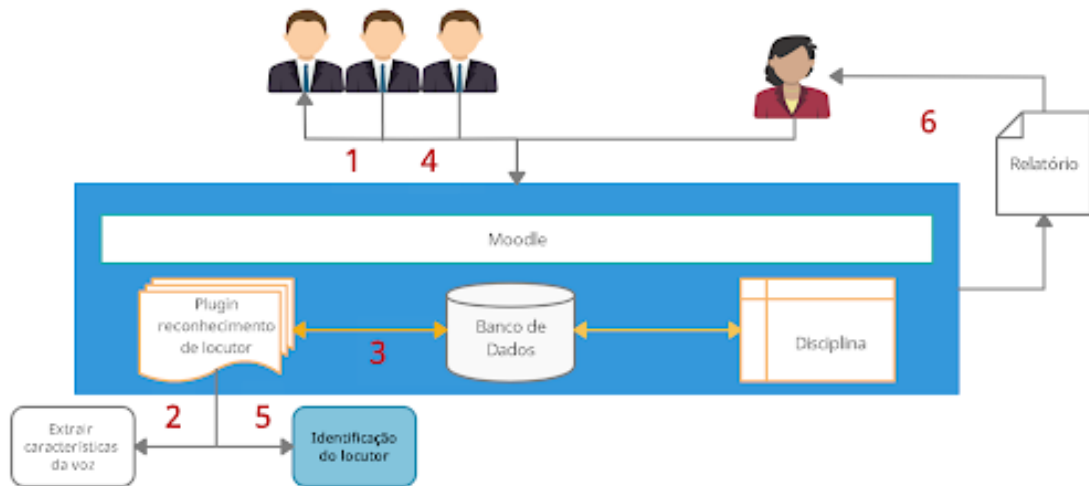 1
4
6
Relatório
Moodle
Plugin
reconhecimento
de locutor
3
Banco de
Dados
Disciplina
2
5
Extrair
características
da voz
Identificação
do locutor